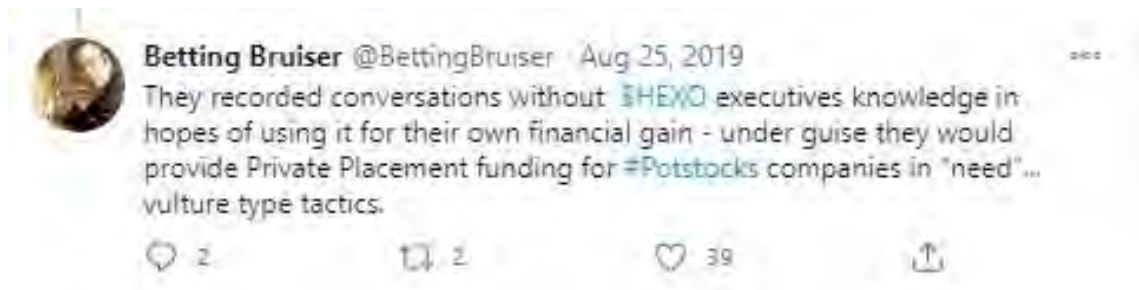 Betting Bruiser @BettingBruiser · Aug 25, 2019
They recorded conversations without $HEXO executives knowledge in
hopes of using it for their own financial gain - under guise they would
provide Private Placement funding for #Potstocks companies in "need"...
vulture type tactics.
2 2 39